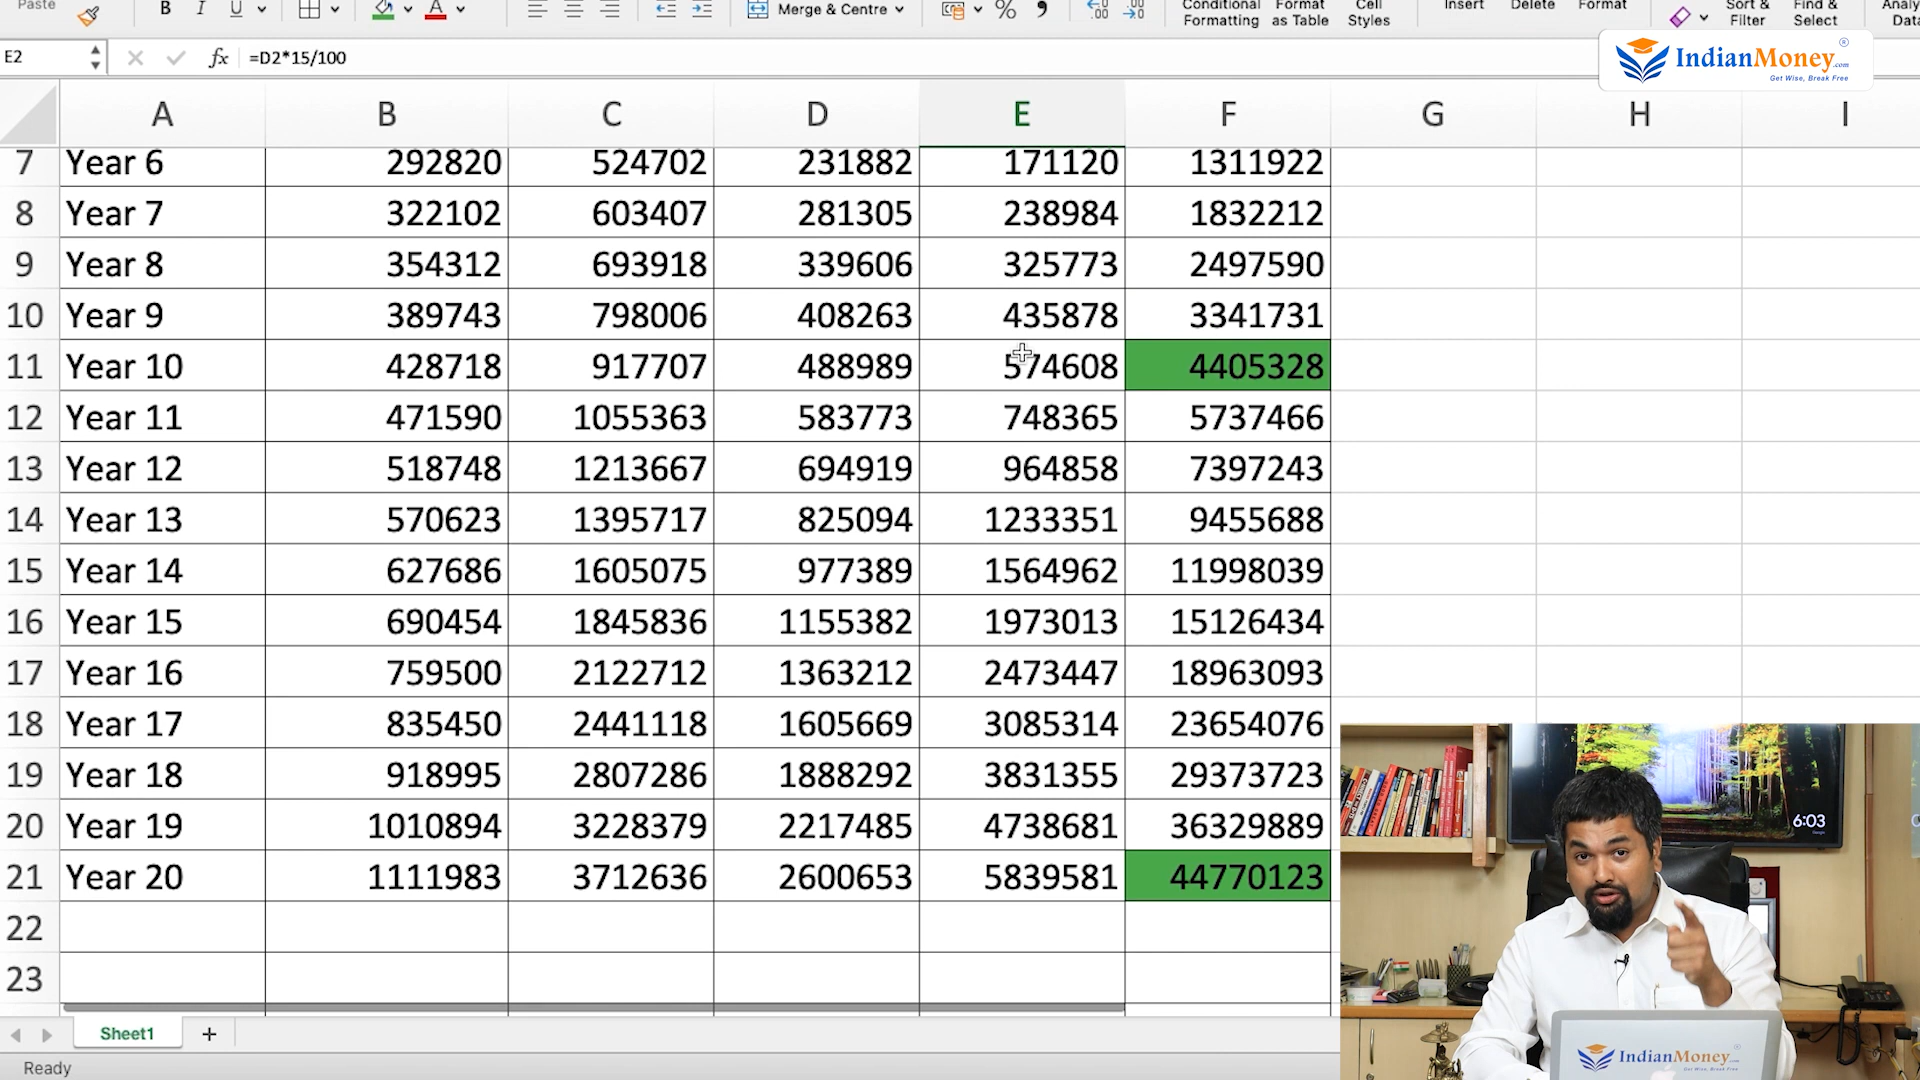 Paste
B I U
Merge & Centre
% 9
Conditional Formatting
Format as Table
Cell Styles
Insert
Delete
Format
Sort & Filter
Find & Select
E2
fx =D2*15/100
IndianMoney.com®
Get Wise, Break Free
A B C D E F G H I
7 Year 6 292820 524702 231882 171120 1311922
8 Year 7 322102 603407 281305 238984 1832212
9 Year 8 354312 693918 339606 325773 2497590
10 Year 9 389743 798006 408263 435878 3341731
11 Year 10 428718 917707 488989 574608 4405328
12 Year 11 471590 1055363 583773 748365 5737466
13 Year 12 518748 1213667 694919 964858 7397243
14 Year 13 570623 1395717 825094 1233351 9455688
15 Year 14 627686 1605075 977389 1564962 11998039
16 Year 15 690454 1845836 1155382 1973013 15126434
17 Year 16 759500 2122712 1363212 2473447 18963093
18 Year 17 835450 2441118 1605669 3085314 23654076
19 Year 18 918995 2807286 1888292 3831355 29373723
20 Year 19 1010894 3228379 2217485 4738681 36329889
21 Year 20 1111983 3712636 2600653 5839581 44770123
22
23
6:03
IndianMoney.com
Get Wise, Break Free
Sheet1 +
Ready